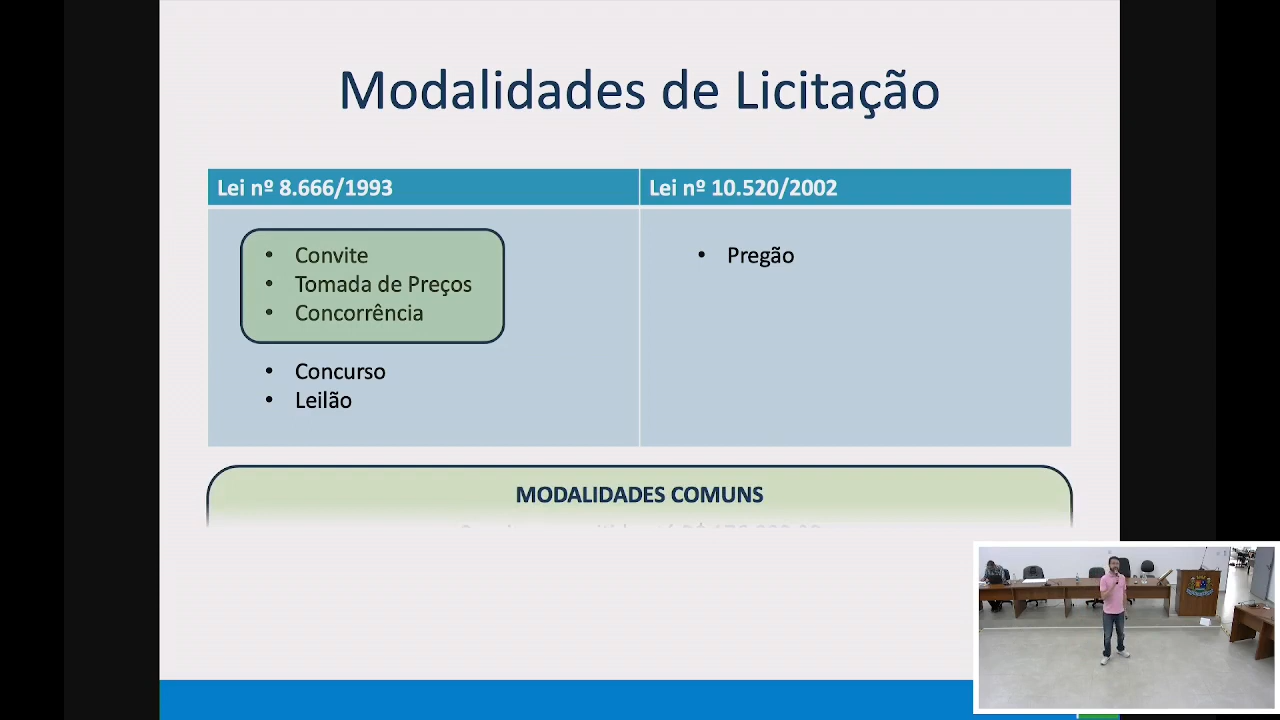 Modalidades de Licitação
Lei nº 8.666/1993
Lei nº 10.520/2002
• Convite
• Tomada de Preços
• Concorrência
• Concurso
• Leilão
• Pregão
MODALIDADES COMUNS